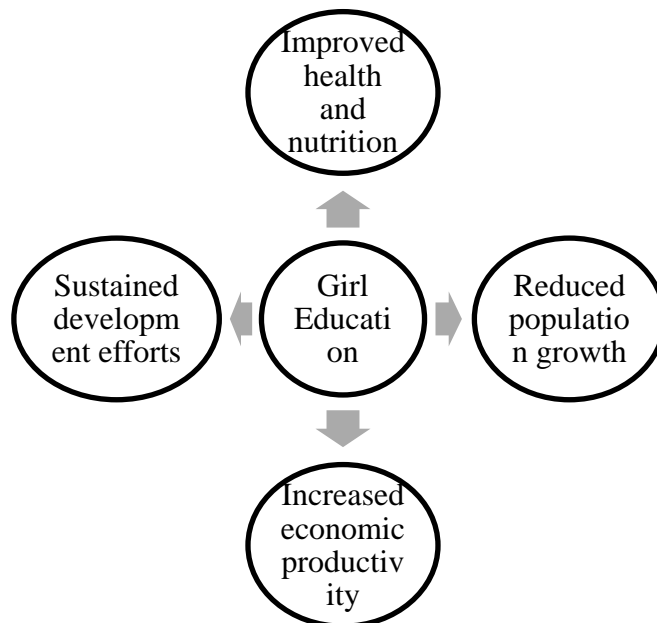 Improved
health
and
nutrition
Sustained
developm
ent efforts
Girl
Educati
on
Reduced
populatio
n growth
Increased
economic
productiv
ity